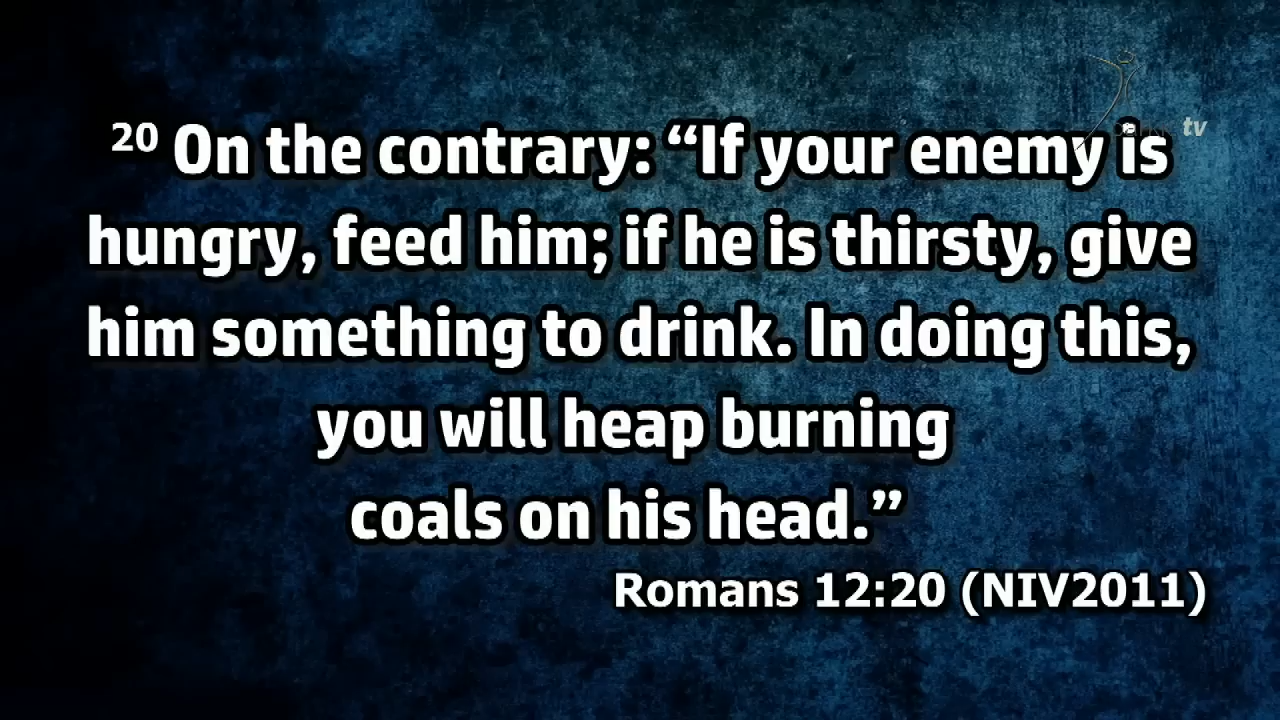 20 On the contrary: “If your enemy is
hungry, feed him; if he is thirsty, give
him something to drink. In doing this,
you will heap burning
coals on his head.”
Romans 12:20 (NIV2011)
tv